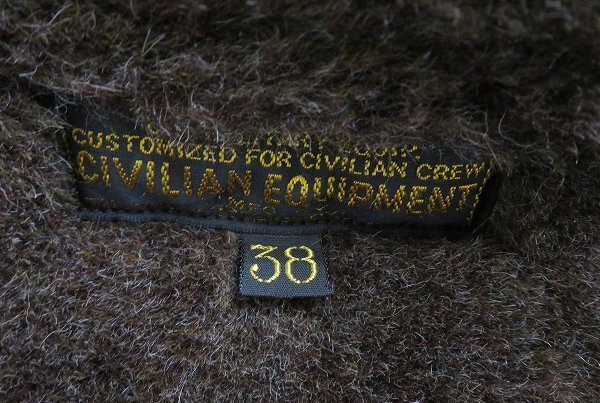 CUSTOMIZED FOR CIVILIAN CREW
CIVILIAN EQUIPMENT
38